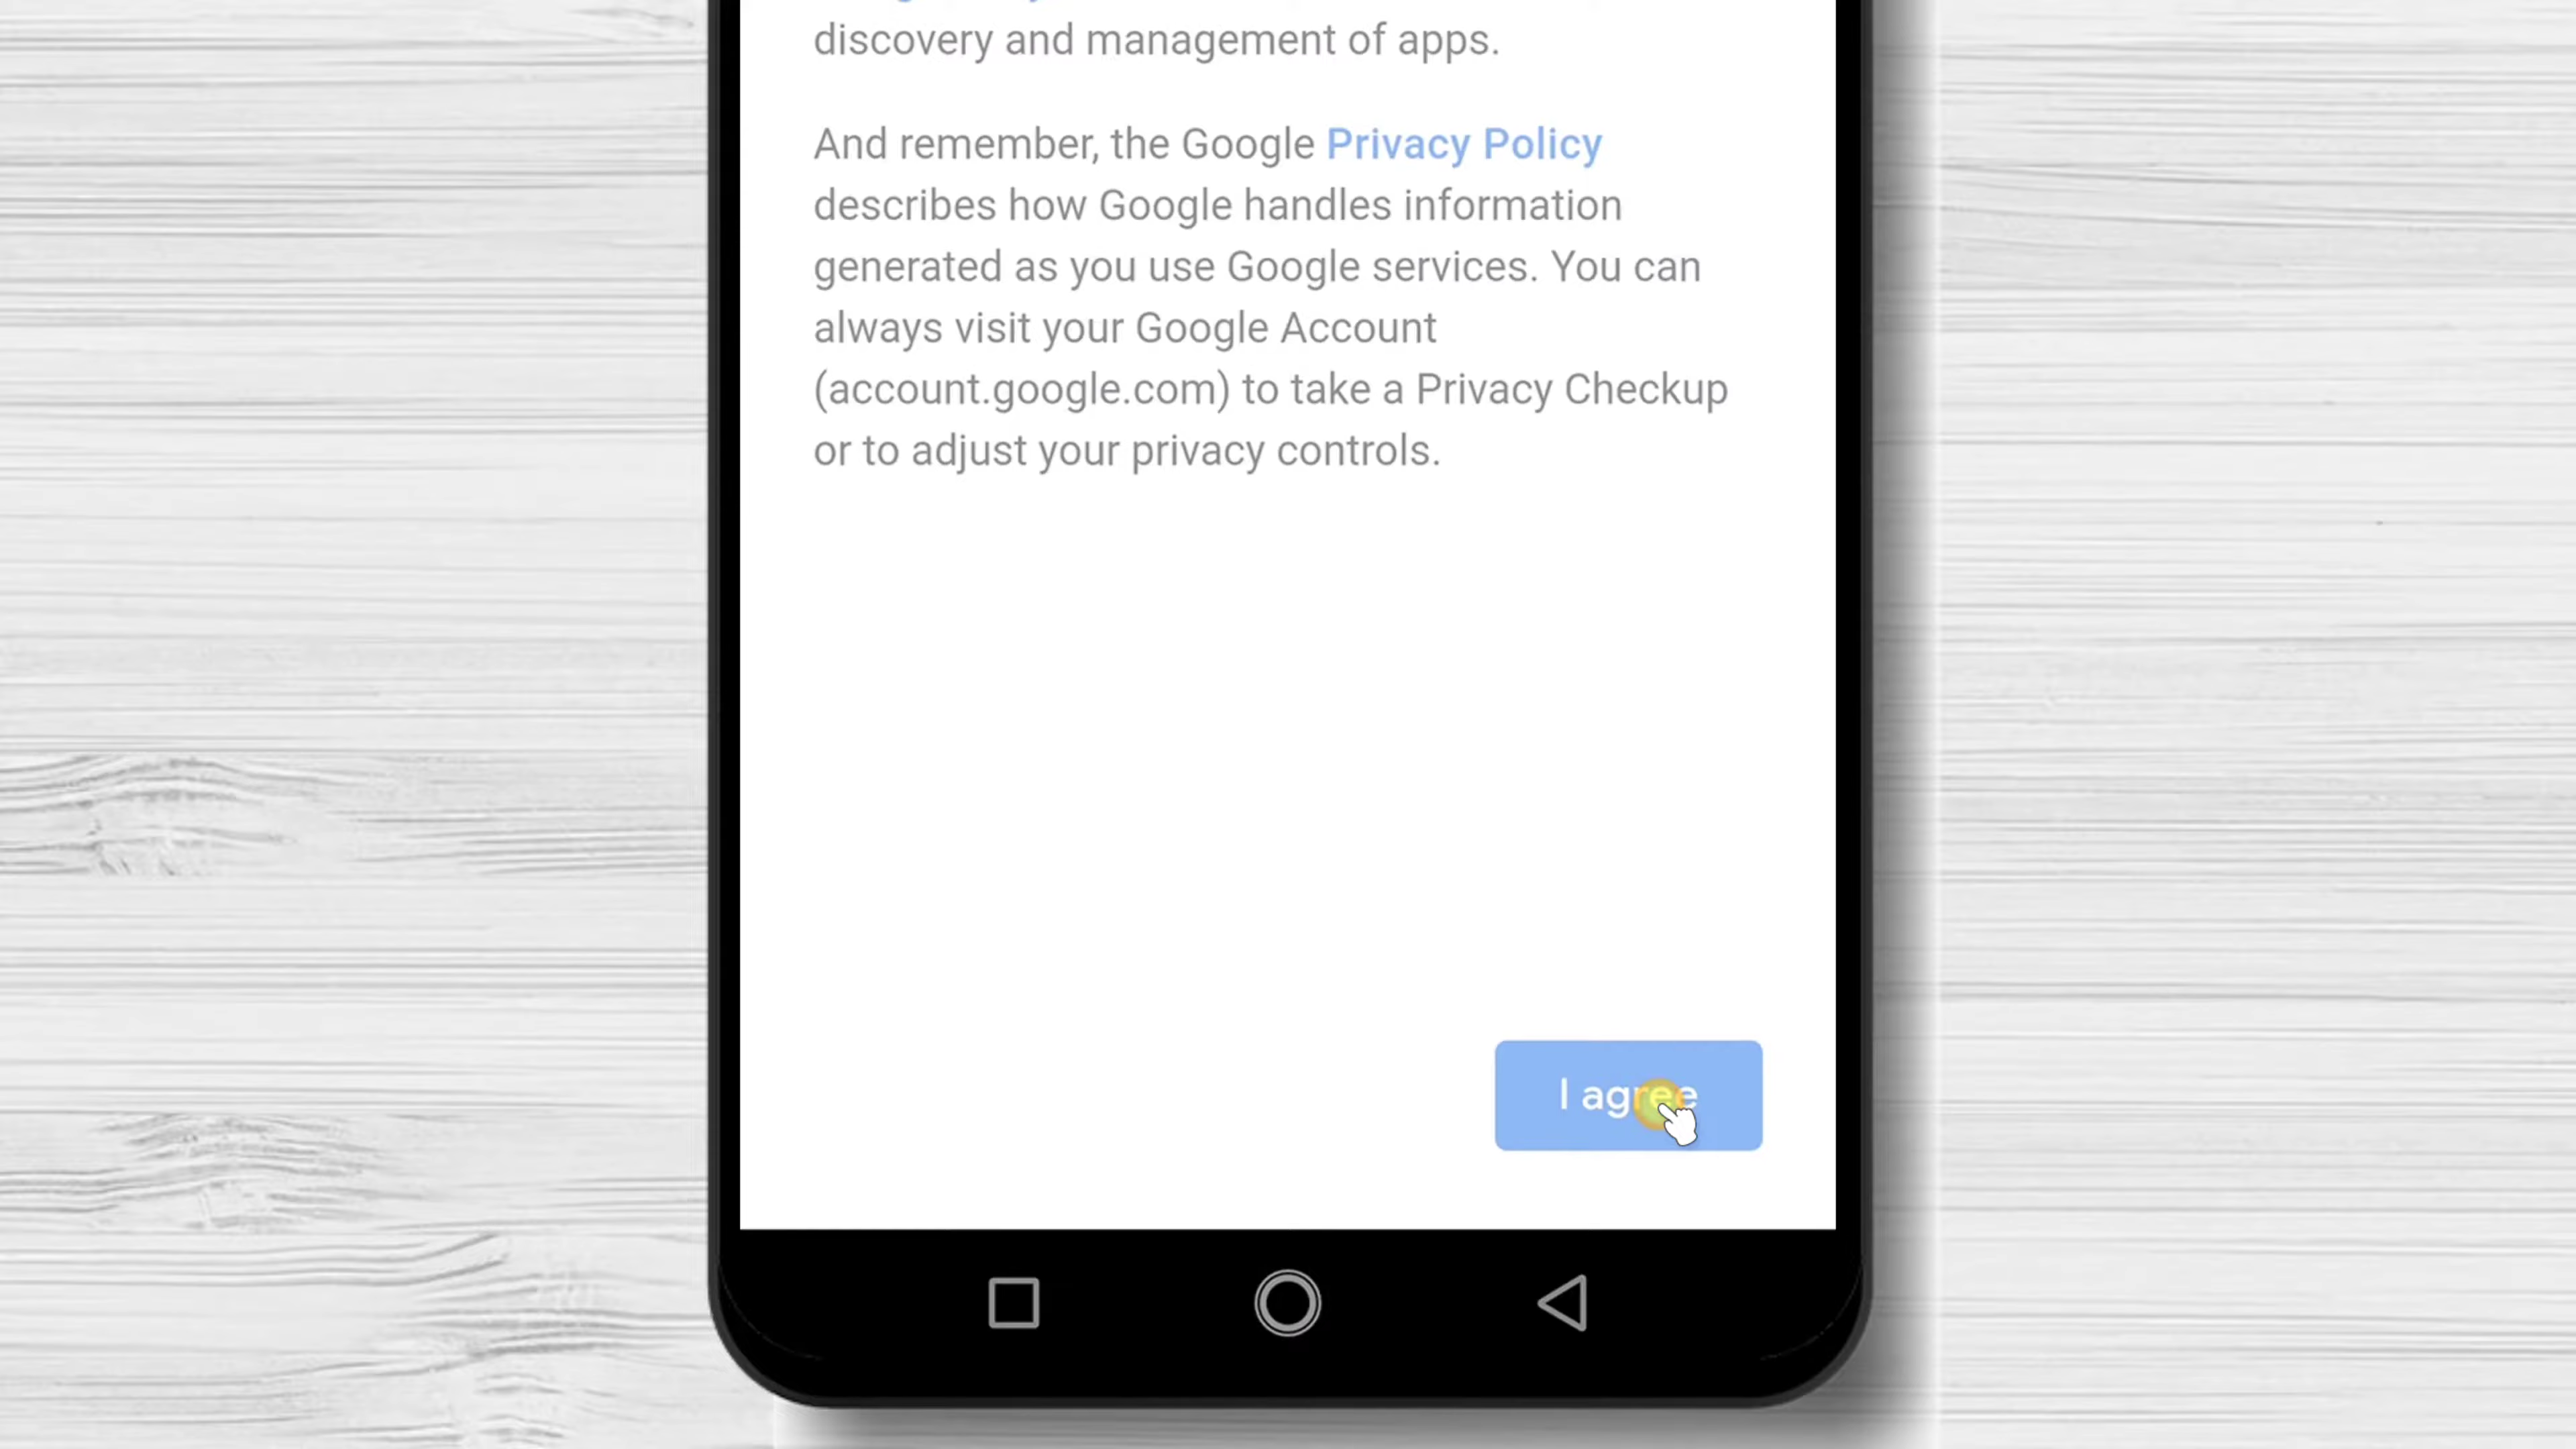 discovery and management of apps.
And remember, the Google Privacy Policy
describes how Google handles information
generated as you use Google services. You can
always visit your Google Account
(account.google.com) to take a Privacy Checkup
or to adjust your privacy controls.
I agree